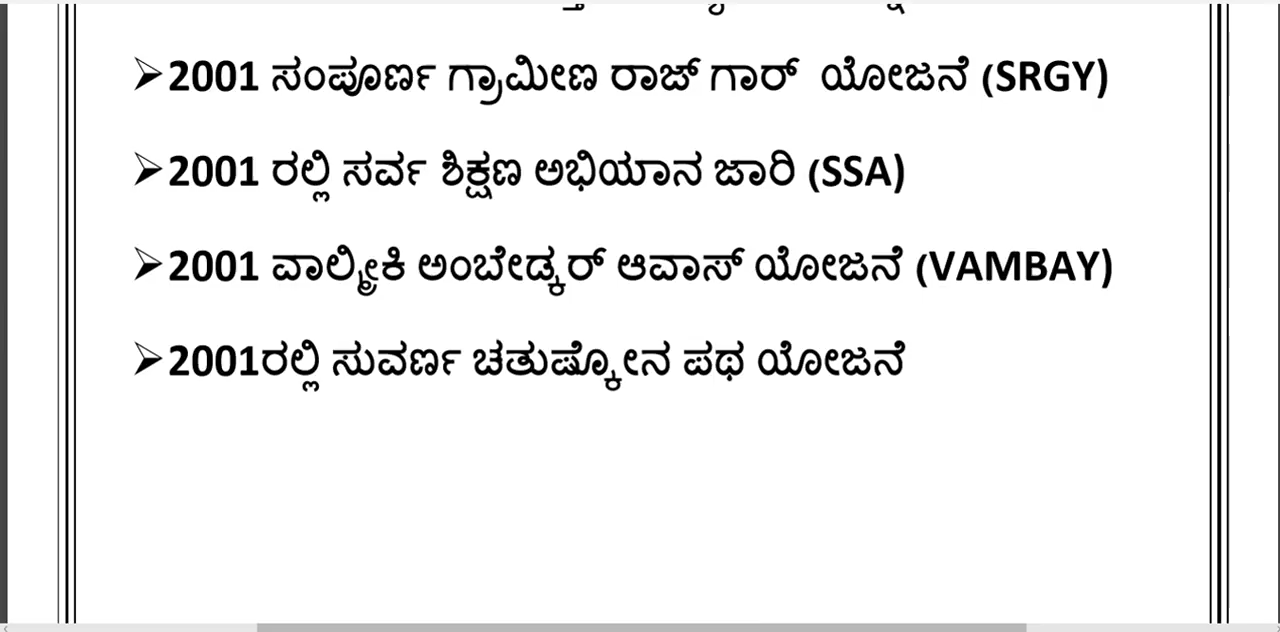 ➢2001 ಸಂಪೂರ್ಣ ಗ್ರಾಮೀಣ ರಾಜ್ ಗಾರ್ ಯೋಜನೆ (SRGY)
➢2001 ರಲ್ಲಿ ಸರ್ವ ಶಿಕ್ಷಣ ಅಭಿಯಾನ ಜಾರಿ (SSA)
➢2001 ವಾಲ್ಮೀಕಿ ಅಂಬೇಡ್ಕರ್ ಆವಾಸ್ ಯೋಜನೆ (VAMBAY)
➢2001ರಲ್ಲಿ ಸುವರ್ಣ ಚತುಷ್ಕೋನ ಪಥ ಯೋಜನೆ